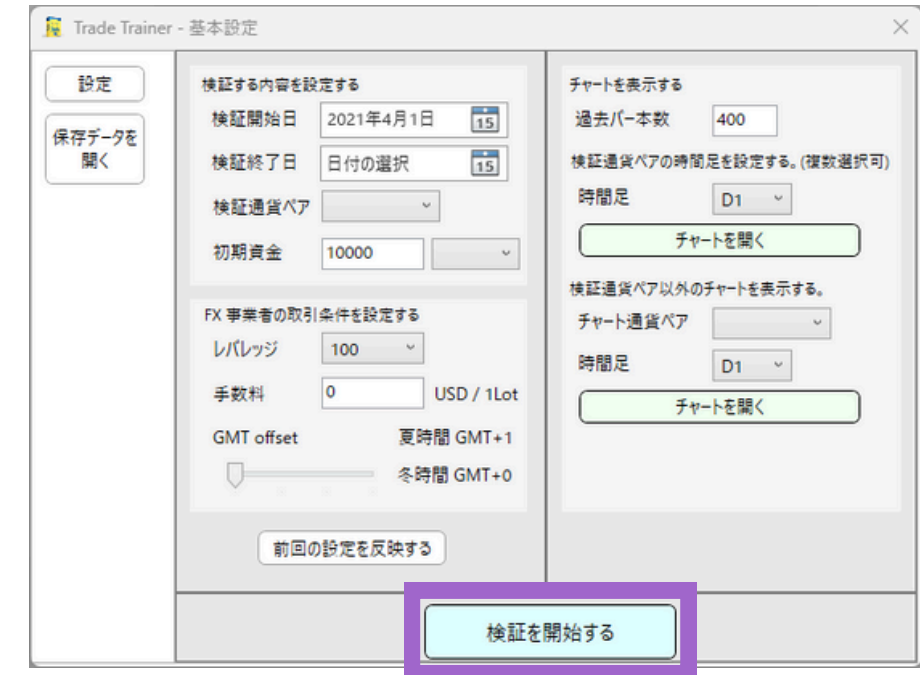 Trade Trainer - 基本設定
設定
保存データを
開く
検証する内容を設定する
検証開始日 2021年4月1日 15
検証終了日 日付の選択 15
検証通貨ペア
初期資金 10000
FX 事業者の取引条件を設定する
レバレッジ 100
手数料 0 USD / 1Lot
GMT offset 夏時間 GMT+1
冬時間 GMT+0
前回の設定を反映する
チャートを表示する
過去バー本数 400
検証通貨ペアの時間足を設定する。(複数選択可)
時間足 D1
チャートを開く
検証通貨ペア以外のチャートを表示する。
チャート通貨ペア
時間足 D1
チャートを開く
検証を開始する